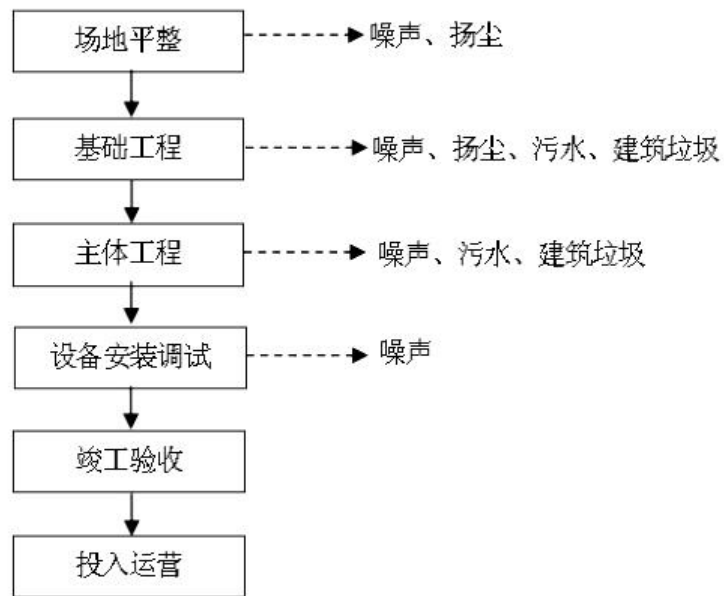 场地平整
噪声、扬尘
基础工程
噪声、扬尘、污水、建筑垃圾
主体工程
噪声、污水、建筑垃圾
设备安装调试
噪声
竣工验收
投入运营